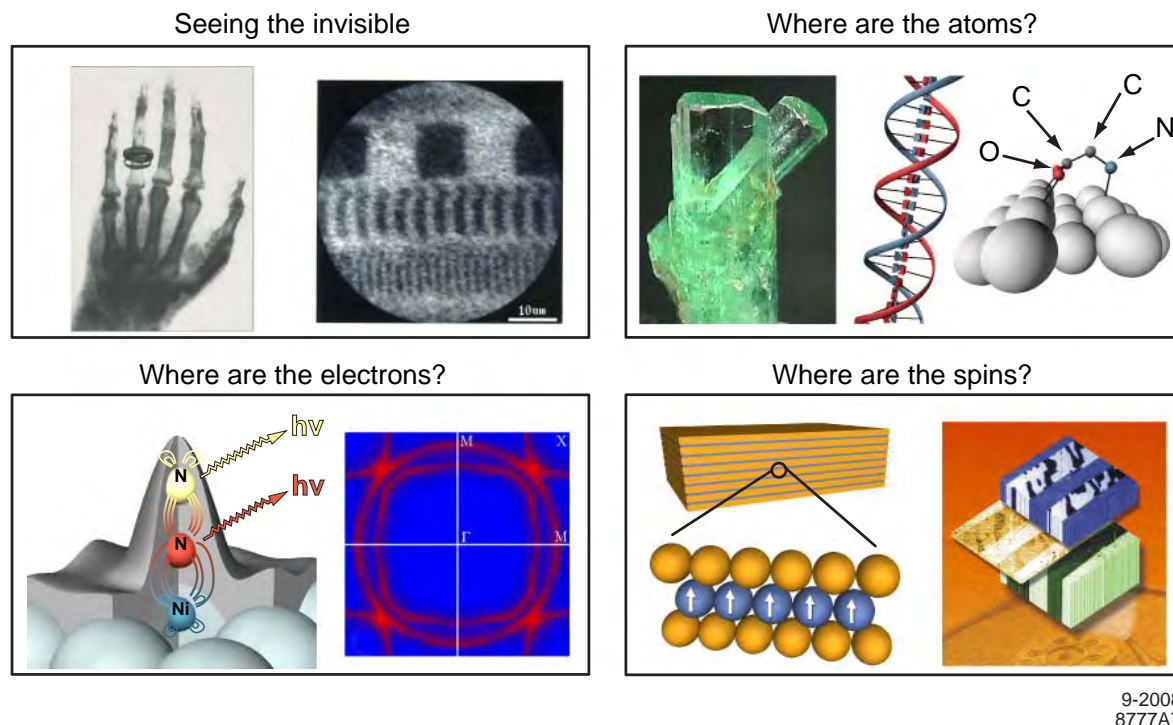 Seeing the invisible
Where are the atoms?
10um
C
C
O
N
Where are the electrons?
Where are the spins?
hν
N
hν
N
Ni
M
X
Γ
M
9-2008